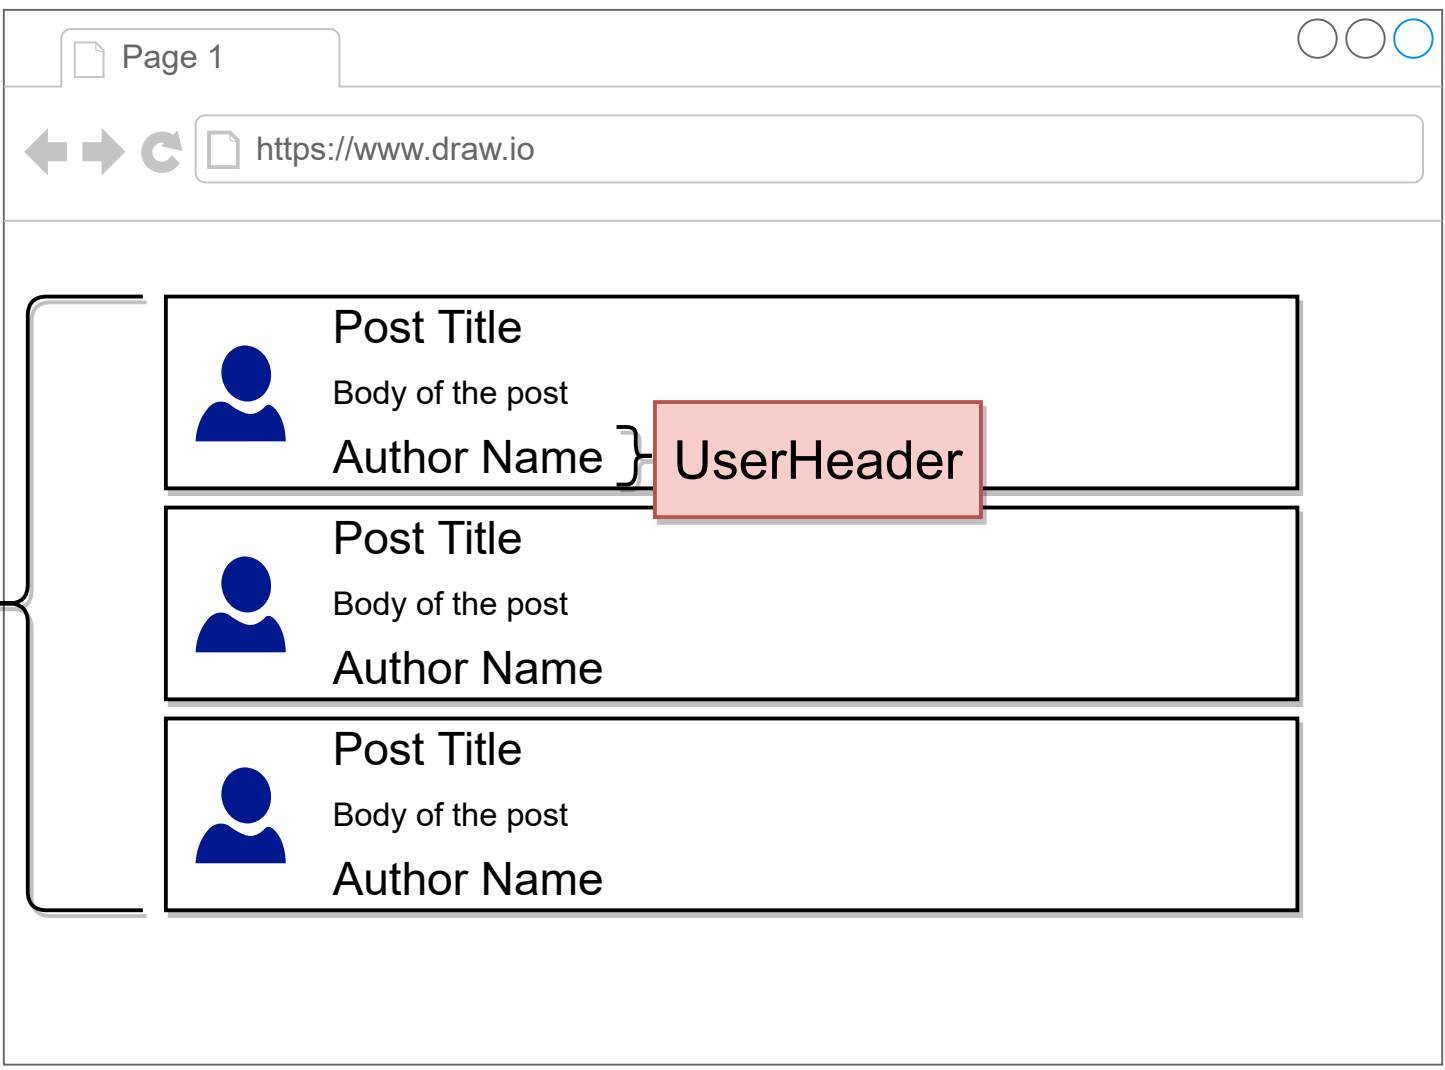 Page 1
https://www.draw.io
Post Title
Body of the post
Author Name
UserHeader
Post Title
Body of the post
Author Name
Post Title
Body of the post
Author Name